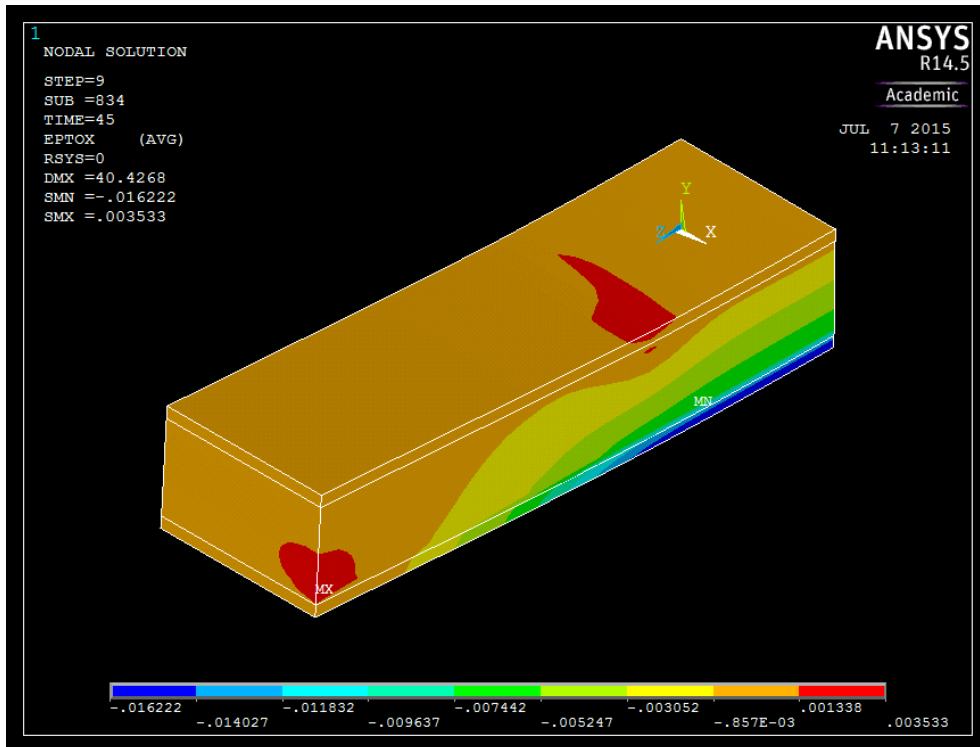 1
NODAL SOLUTION
STEP=9
SUB =834
TIME=45
EPTOX (AVG)
RSYS=0
DMX =40.4268
SMN =-.016222
SMX =.003533
ANSYS
R14.5
Academic
JUL 7 2015
11:13:11
Y
Z X
MN
MX
-.016222 -.011832 -.007442 -.003052 .001338
-.014027 -.009637 -.005247 -.857E-03 .003533